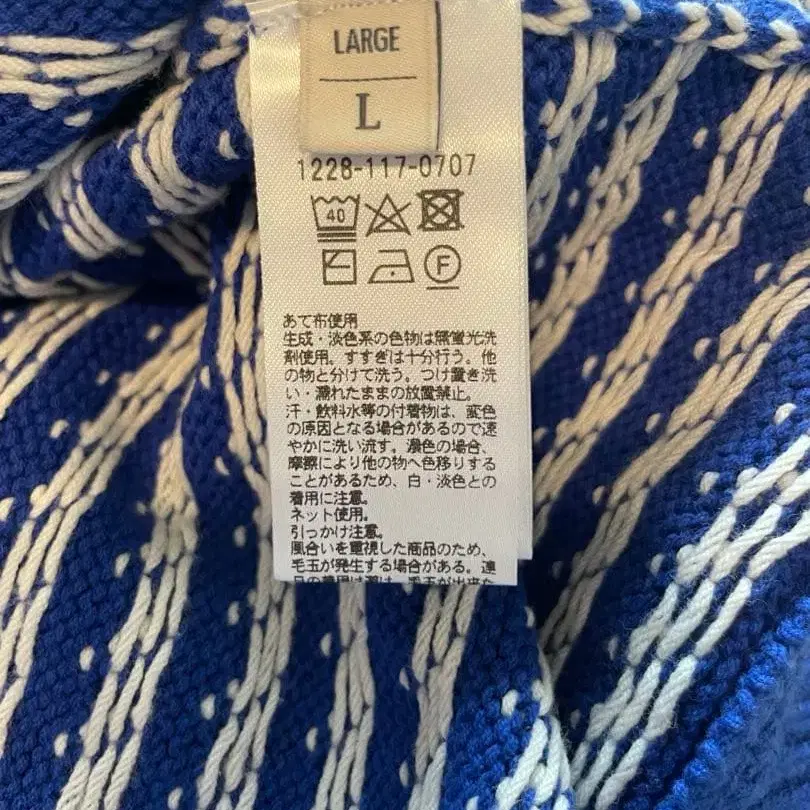 LARGE
L
1228-117-0707
40
F
あて布使用
生成・淡色系の色物は無蛍光洗
剤使用。すすぎは十分行う。他
の物と分けて洗う。つけ置き洗
い・濡れたままの放置禁止。
汗・飲料水等の付着物は、変色
の原因となる場合があるので速
やかに洗い流す。濃色の場合、
摩擦により他の物へ色移りする
ことがあるため、白・淡色との
着用に注意。
ネット使用。
引っかけ注意。
風合いを重視した商品のため、
毛玉が発生する場合がある。連